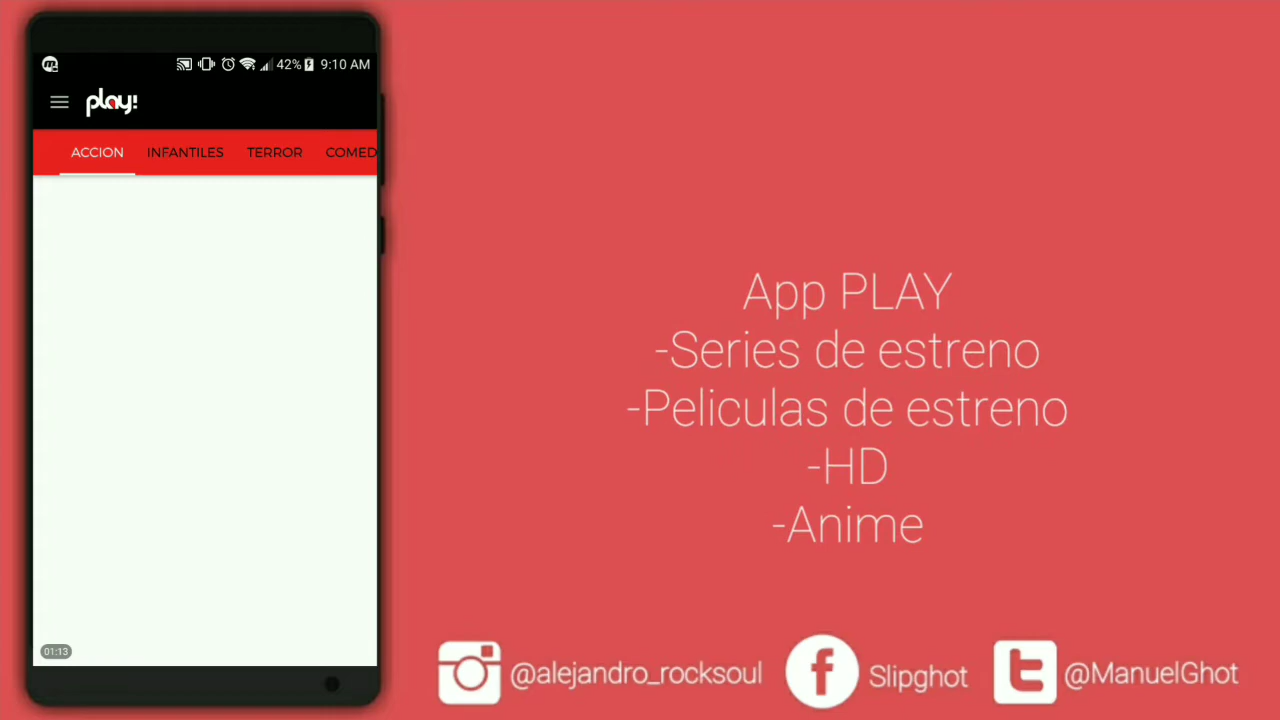 42% 9:10 AM
play!
ACCION INFANTILES TERROR COMED
01:13
App PLAY
-Series de estreno
-Peliculas de estreno
-HD
-Anime
@alejandro_rocksoul Slipghot @ManuelGhot